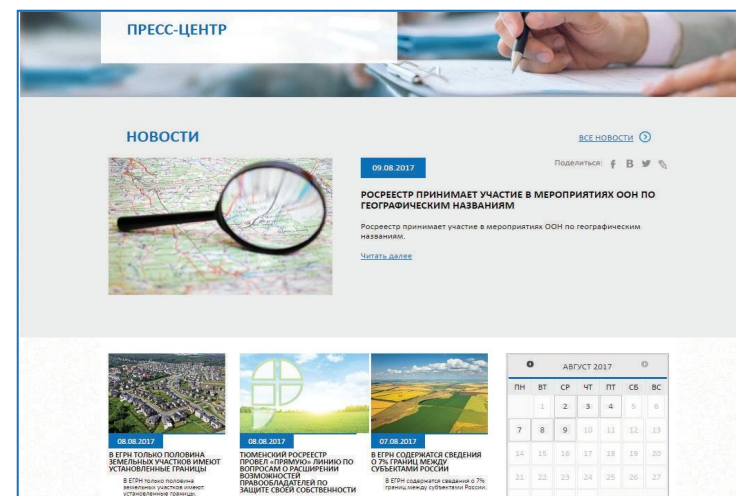 ПРЕСС-ЦЕНТР
НОВОСТИ
ВСЕ НОВОСТИ
09.08.2017
Поделиться:
РОСРЕЕСТР ПРИНИМАЕТ УЧАСТИЕ В МЕРОПРИЯТИЯХ ООН ПО
ГЕОГРАФИЧЕСКИМ НАЗВАНИЯМ
Росреестр принимает участие в мероприятиях ООН по географическим
названиям.
Читать далее
08.08.2017
В ЕГРН ТОЛЬКО ПОЛОВИНА
ЗЕМЕЛЬНЫХ УЧАСТКОВ ИМЕЮТ
УСТАНОВЛЕННЫЕ ГРАНИЦЫ
В ЕГРН только половина
земельных участков имеют
установленные границы.
08.08.2017
ТЮМЕНСКИЙ РОСРЕЕСТР
ПРОВЕЛ «ПРЯМУЮ» ЛИНИЮ ПО
ВОПРОСАМ О РАСШИРЕНИИ
ВОЗМОЖНОСТЕЙ
ПРАВООБЛАДАТЕЛЕЙ ПО
ЗАЩИТЕ СВОЕЙ СОБСТВЕННОСТИ
07.08.2017
В ЕГРН СОДЕРЖАТСЯ СВЕДЕНИЯ
О 7% ГРАНИЦ МЕЖДУ
СУБЪЕКТАМИ РОССИИ
В ЕГРН содержатся сведения о 7%
границ между субъектами России.
АВГУСТ 2017
ПН ВТ СР ЧТ ПТ СБ ВС
1 2 3 4 5 6
7 8 9 10 11 12 13
14 15 16 17 18 19 20
21 22 23 24 25 26 27